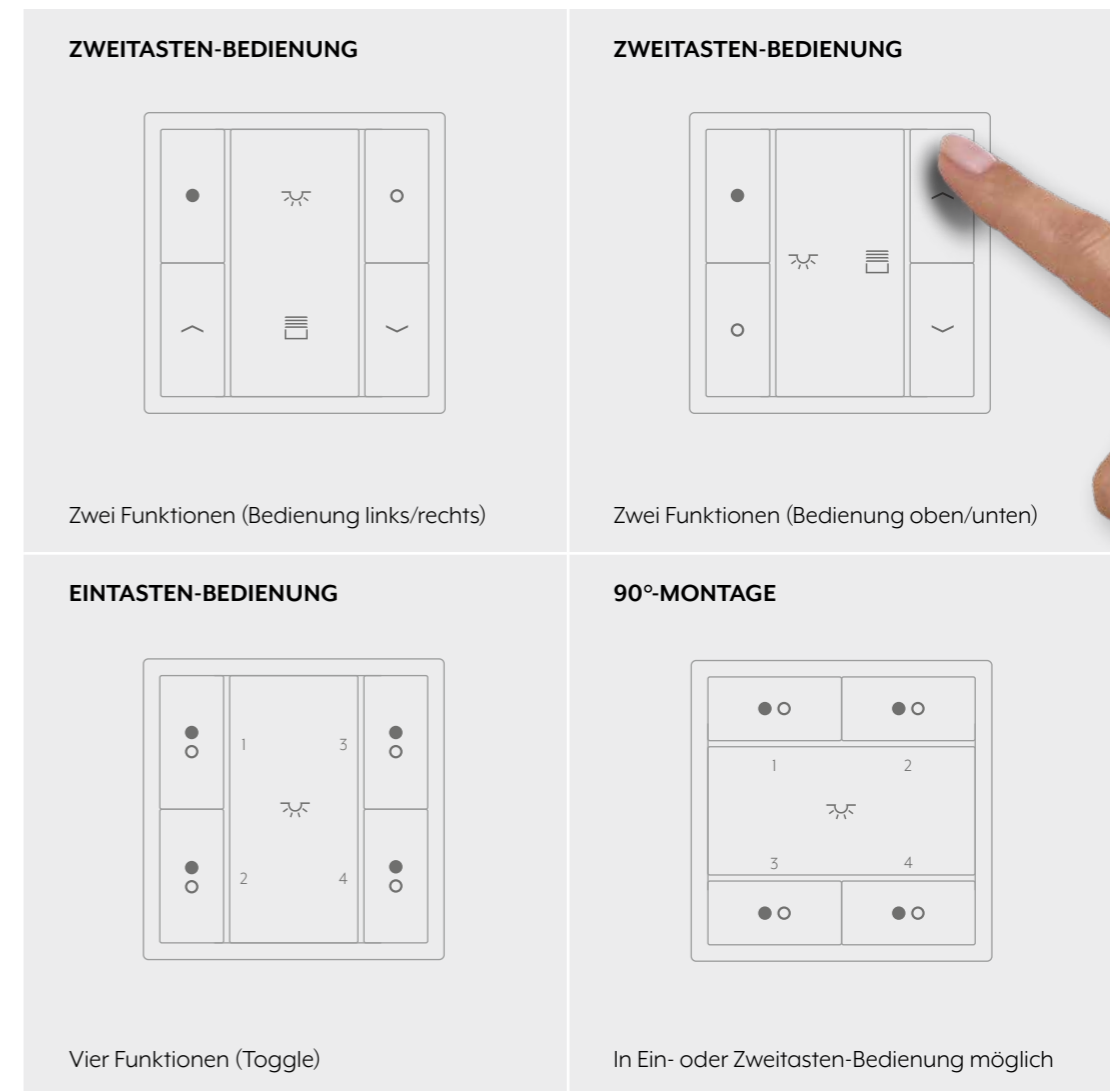 ZWEITASTEN-BEDIENUNG
Zwei Funktionen (Bedienung links/rechts)
ZWEITASTEN-BEDIENUNG
Zwei Funktionen (Bedienung oben/unten)
EINTASTEN-BEDIENUNG
1 3
2 4
Vier Funktionen (Toggle)
90°-MONTAGE
1 2
3 4
In Ein- oder Zweitasten-Bedienung möglich